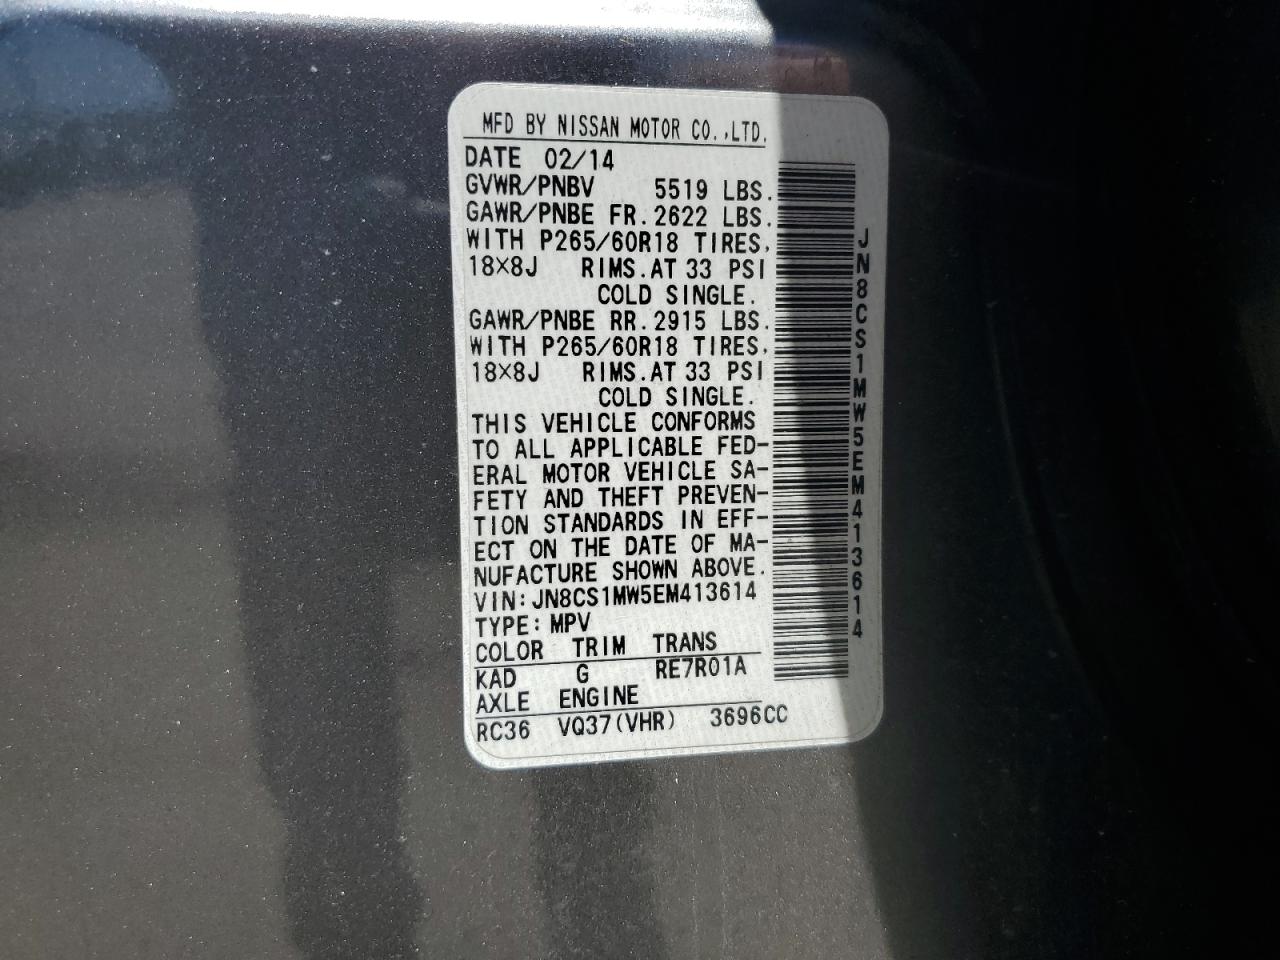 MFD BY NISSAN MOTOR CO.,LTD.
DATE 02/14
GVWR/PNBV 5519 LBS.
GAWR/PNBE FR. 2622 LBS.
WITH P265/60R18 TIRES,
18×8J RIMS.AT 33 PSI
COLD SINGLE.
GAWR/PNBE RR. 2915 LBS.
WITH P265/60R18 TIRES,
18×8J RIMS.AT 33 PSI
COLD SINGLE.
THIS VEHICLE CONFORMS
TO ALL APPLICABLE FED-
ERAL MOTOR VEHICLE SA-
FETY AND THEFT PREVEN-
TION STANDARDS IN EFF-
ECT ON THE DATE OF MA-
NUFACTURE SHOWN ABOVE.
VIN: JN8CS1MW5EM413614
TYPE: MPV
COLOR TRIM TRANS
KAD G RE7R01A
AXLE ENGINE
RC36 VQ37(VHR) 3696CC
JN8CS1MW5EM413614